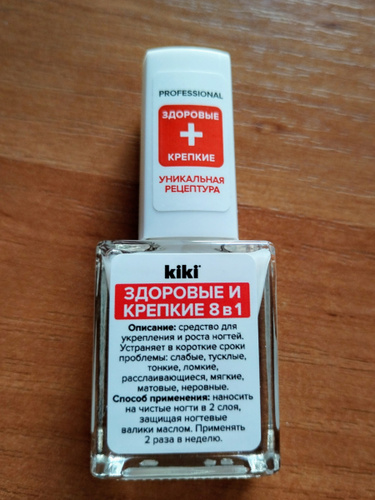 PROFESSIONAL
ЗДОРОВЫЕ
КРЕПКИЕ
УНИКАЛЬНАЯ
РЕЦЕПТУРА
kiki®
ЗДОРОВЫЕ И
КРЕПКИЕ 8 в 1
Описание: средство для
укрепления и роста ногтей.
Устраняет в короткие сроки
проблемы: слабые, тусклые,
тонкие, ломкие,
расслаивающиеся, мягкие,
матовые, неровные.
Способ применения: наносить
на чистые ногти в 2 слоя,
защищая ногтевые
валики маслом. Применять
2 раза в неделю.